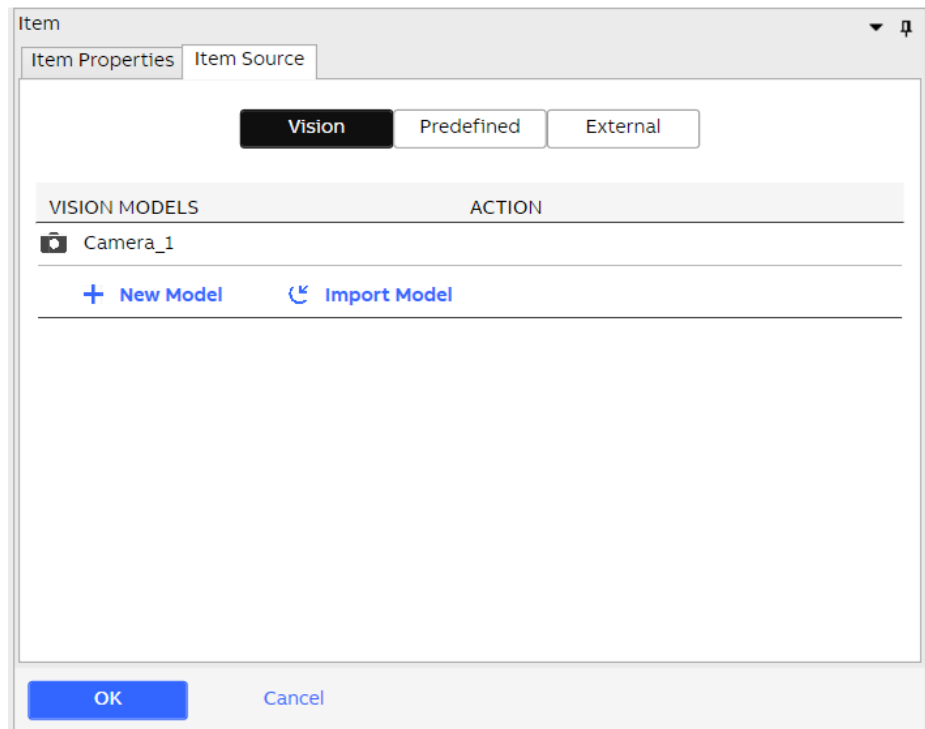 Item
Item Properties Item Source
Vision Predefined External
VISION MODELS ACTION
Camera_1
New Model Import Model
OK Cancel